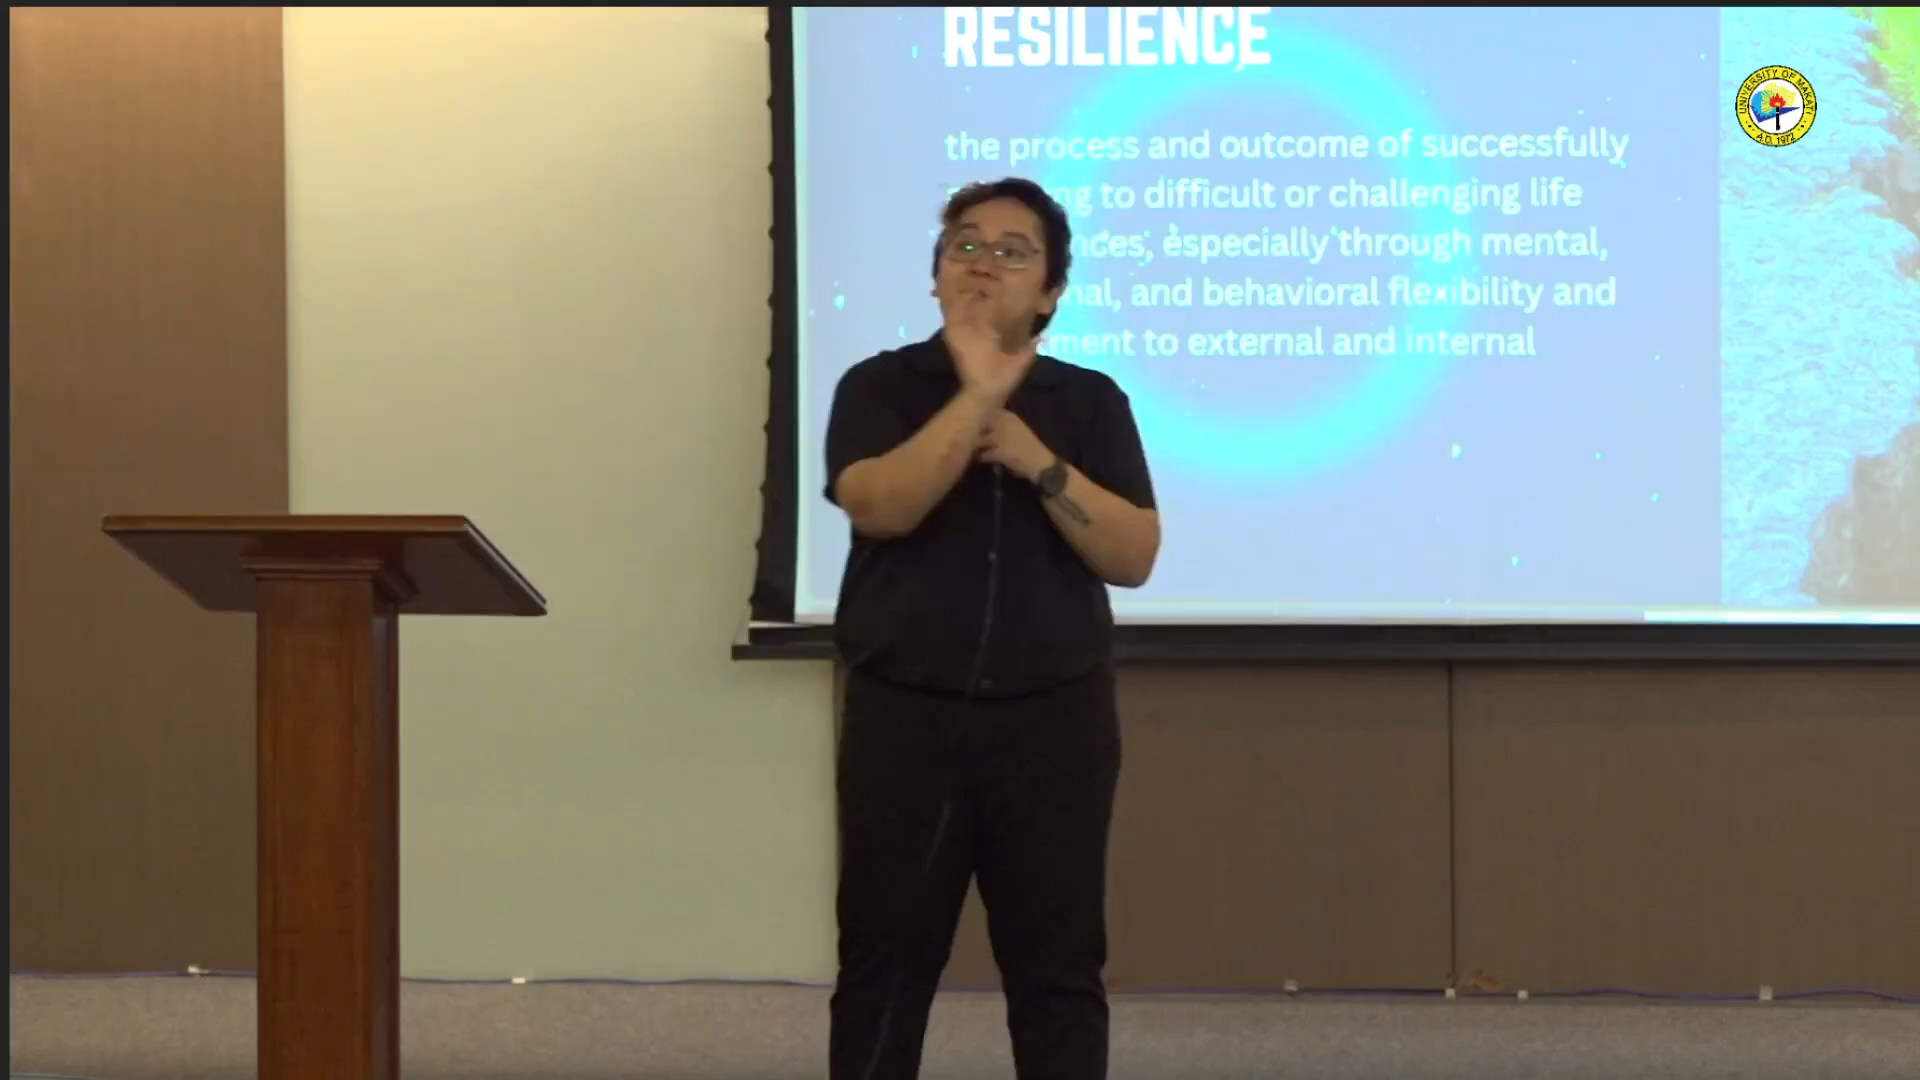 RESILIENCE
the process and outcome of successfully
to difficult or challenging life
especially through mental,
and behavioral flexibility and
to external and internal
UNIVERSITY OF MAKATI
A.D. 1972